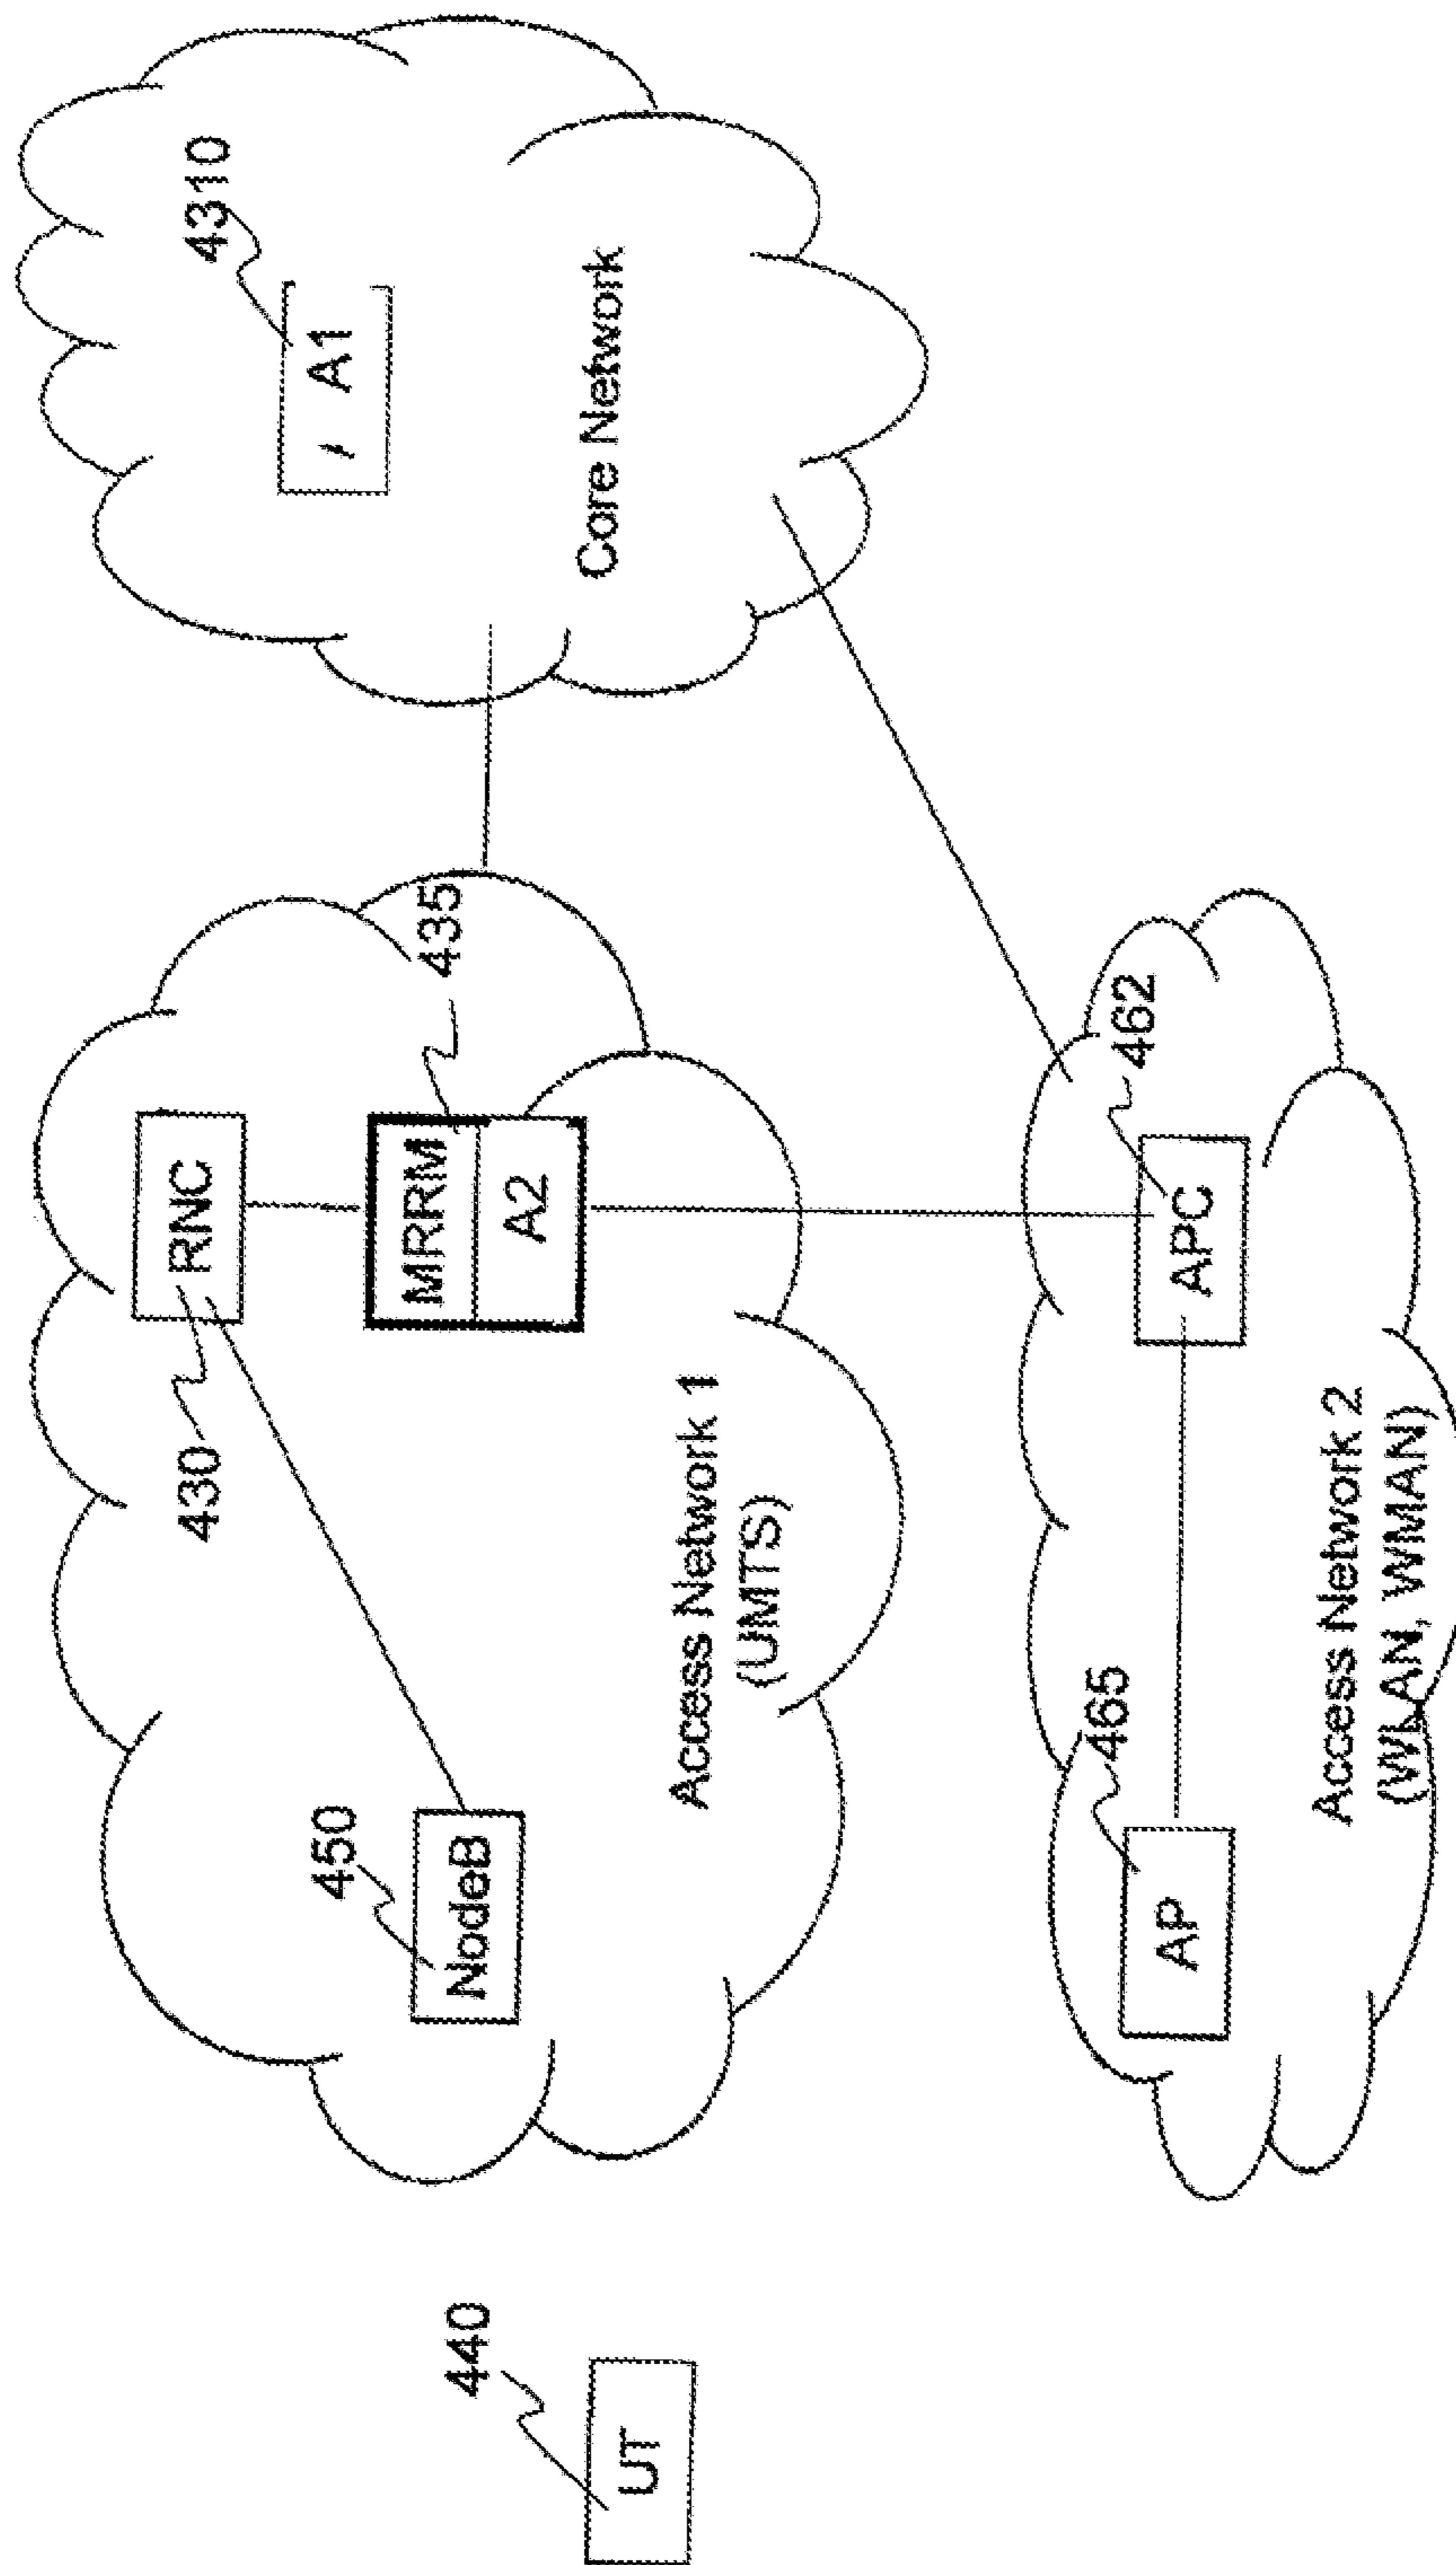 430
RNC
4310
A1
450
NodeB
MRRM
435
A2
440
UT
Access Network 1
(UMTS)
Core Network
465
AP
APC
462
Access Network 2
(WLAN, WMAN)